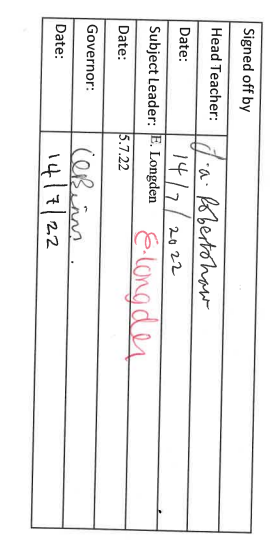 Signed off by
Head Teacher: J.a. Robertshaw
Date: 14/7/2022
Subject Leader: E. Longden E.longden
Date: 5.7.22
Governor:
Date: 14/7/22